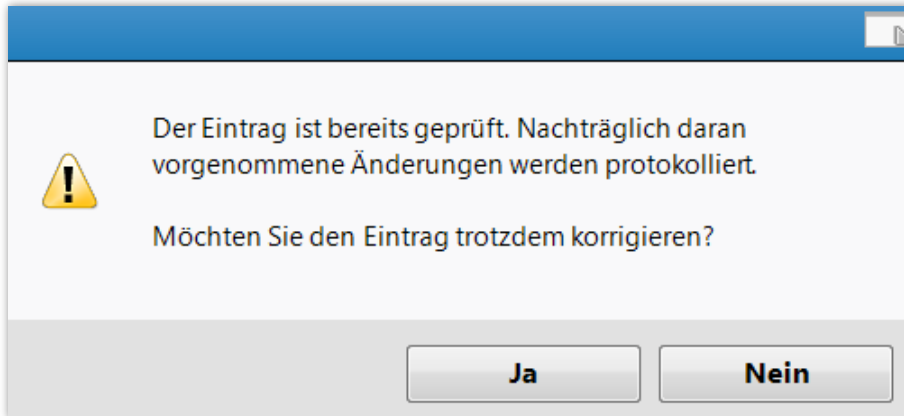 Der Eintrag ist bereits geprüft. Nachträglich daran
vorgenommene Änderungen werden protokolliert.
Möchten Sie den Eintrag trotzdem korrigieren?
Ja
Nein